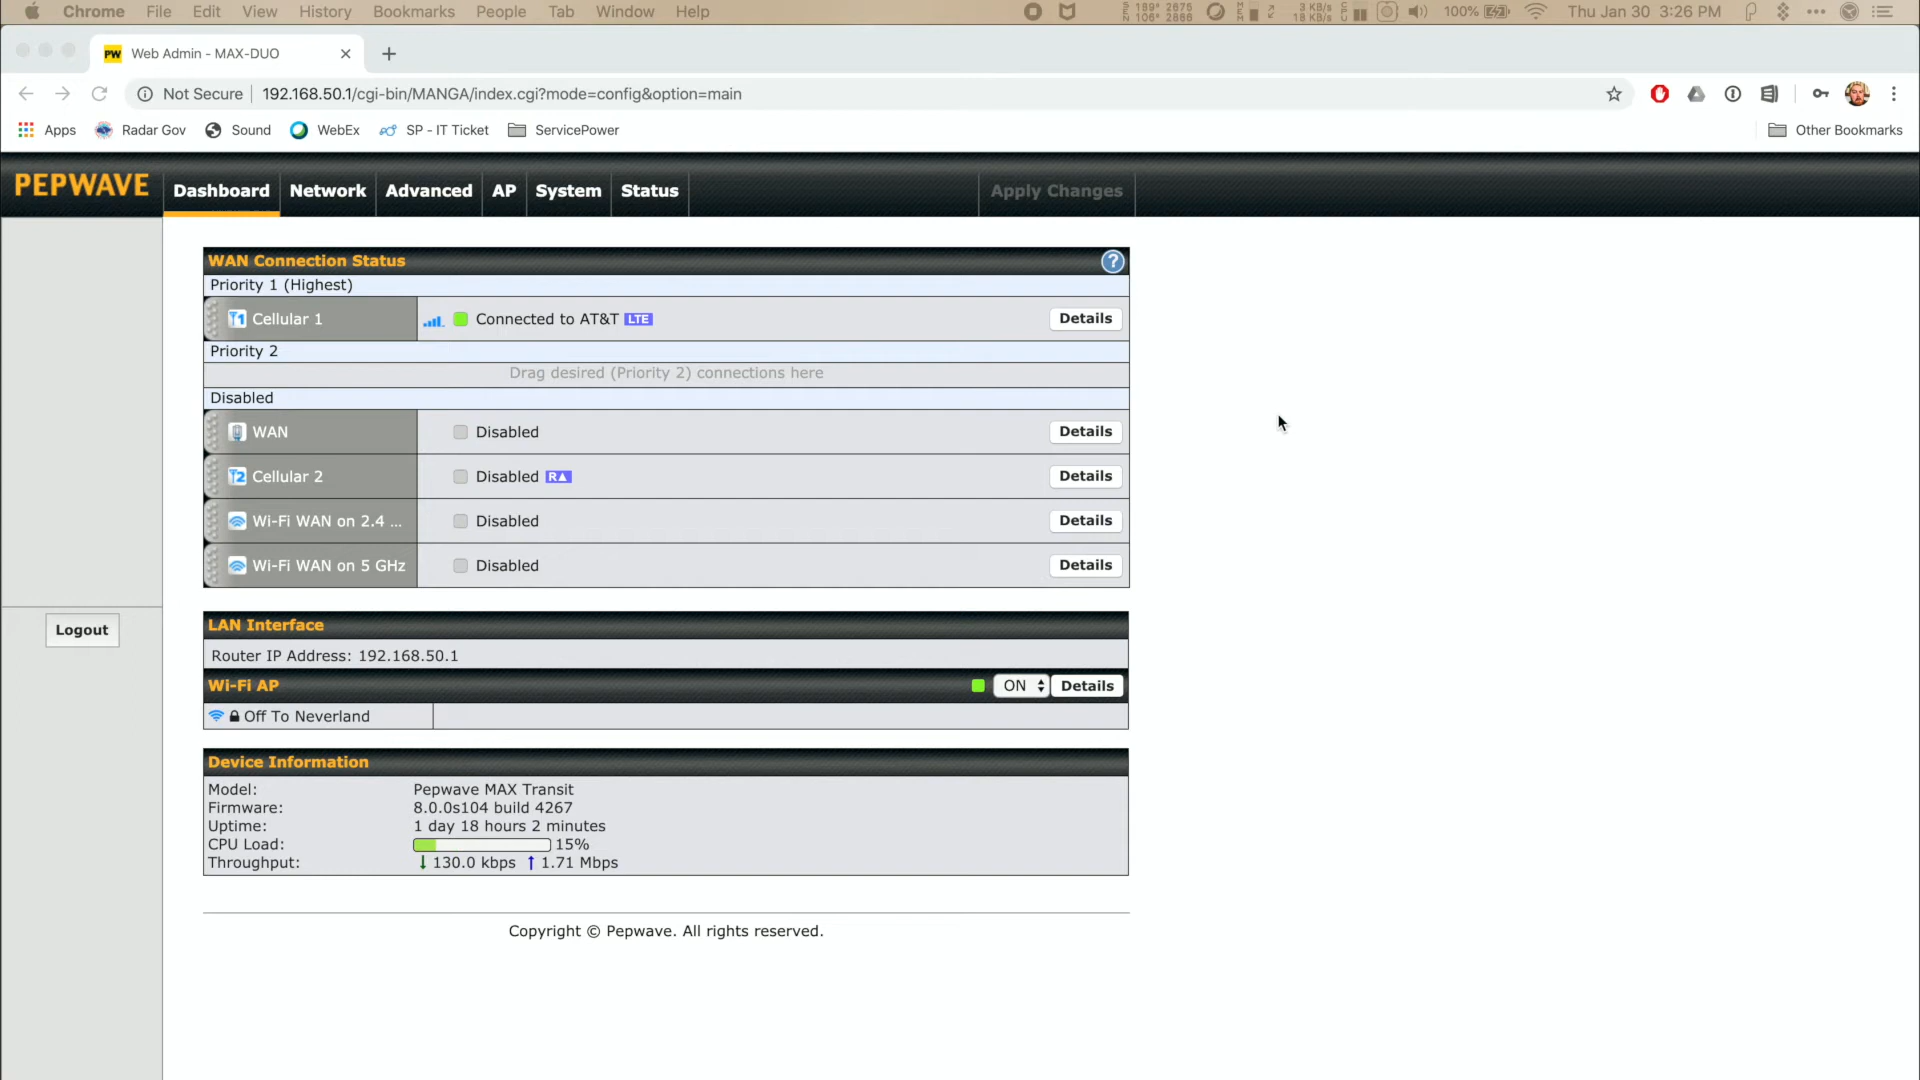 Chrome File Edit View History Bookmarks People Tab Window Help 100% Thu Jan 30 3:26 PM
PW Web Admin - MAX-DUO
Not Secure 192.168.50.1/cgi-bin/MANGA/index.cgi?mode=config&option=main
Apps Radar Gov Sound WebEx SP - IT Ticket ServicePower Other Bookmarks
PEPWAVE Dashboard Network Advanced AP System Status Apply Changes
WAN Connection Status ?
Priority 1 (Highest)
1 Cellular 1 Connected to AT&T LTE Details
Priority 2
Drag desired (Priority 2) connections here
Disabled
WAN Disabled Details
2 Cellular 2 Disabled R▲ Details
Wi-Fi WAN on 2.4 ... Disabled Details
Wi-Fi WAN on 5 GHz Disabled Details
Logout
LAN Interface
Router IP Address: 192.168.50.1
Wi-Fi AP ON Details
Off To Neverland
Device Information
Model: Pepwave MAX Transit
Firmware: 8.0.0s104 build 4267
Uptime: 1 day 18 hours 2 minutes
CPU Load: 15%
Throughput: ↓ 130.0 kbps ↑ 1.71 Mbps
Copyright © Pepwave. All rights reserved.